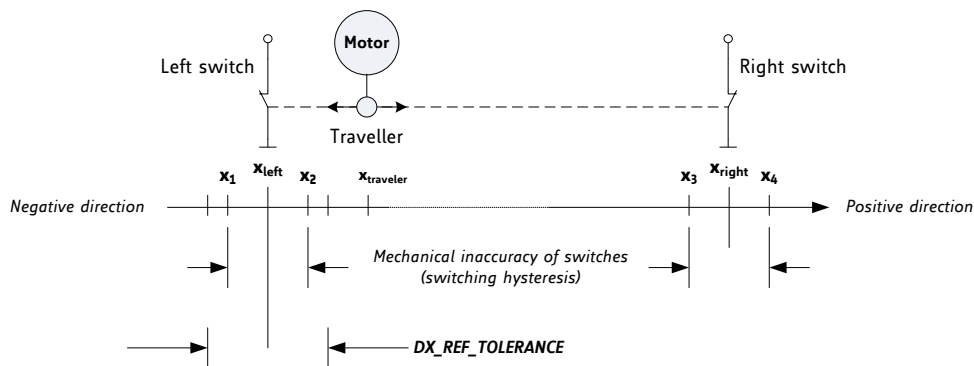 Motor
Left switch
Right switch
Traveller
x1 xleft x2 xtraveler x3 xright x4
Negative direction
Positive direction
Mechanical inaccuracy of switches
(switching hysteresis)
DX_REF_TOLERANCE